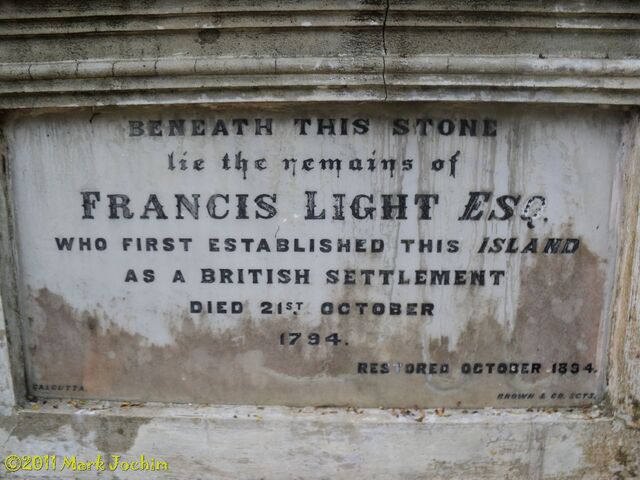 BENEATH THIS STONE
lie the remains of
FRANCIS LIGHT ESQ.
WHO FIRST ESTABLISHED THIS ISLAND
AS A BRITISH SETTLEMENT
DIED 21ST OCTOBER
1794.
RESTORED OCTOBER 1894.
CALCUTTA.
BROWN & CO. SCTS.
©2011 Mark Jochim